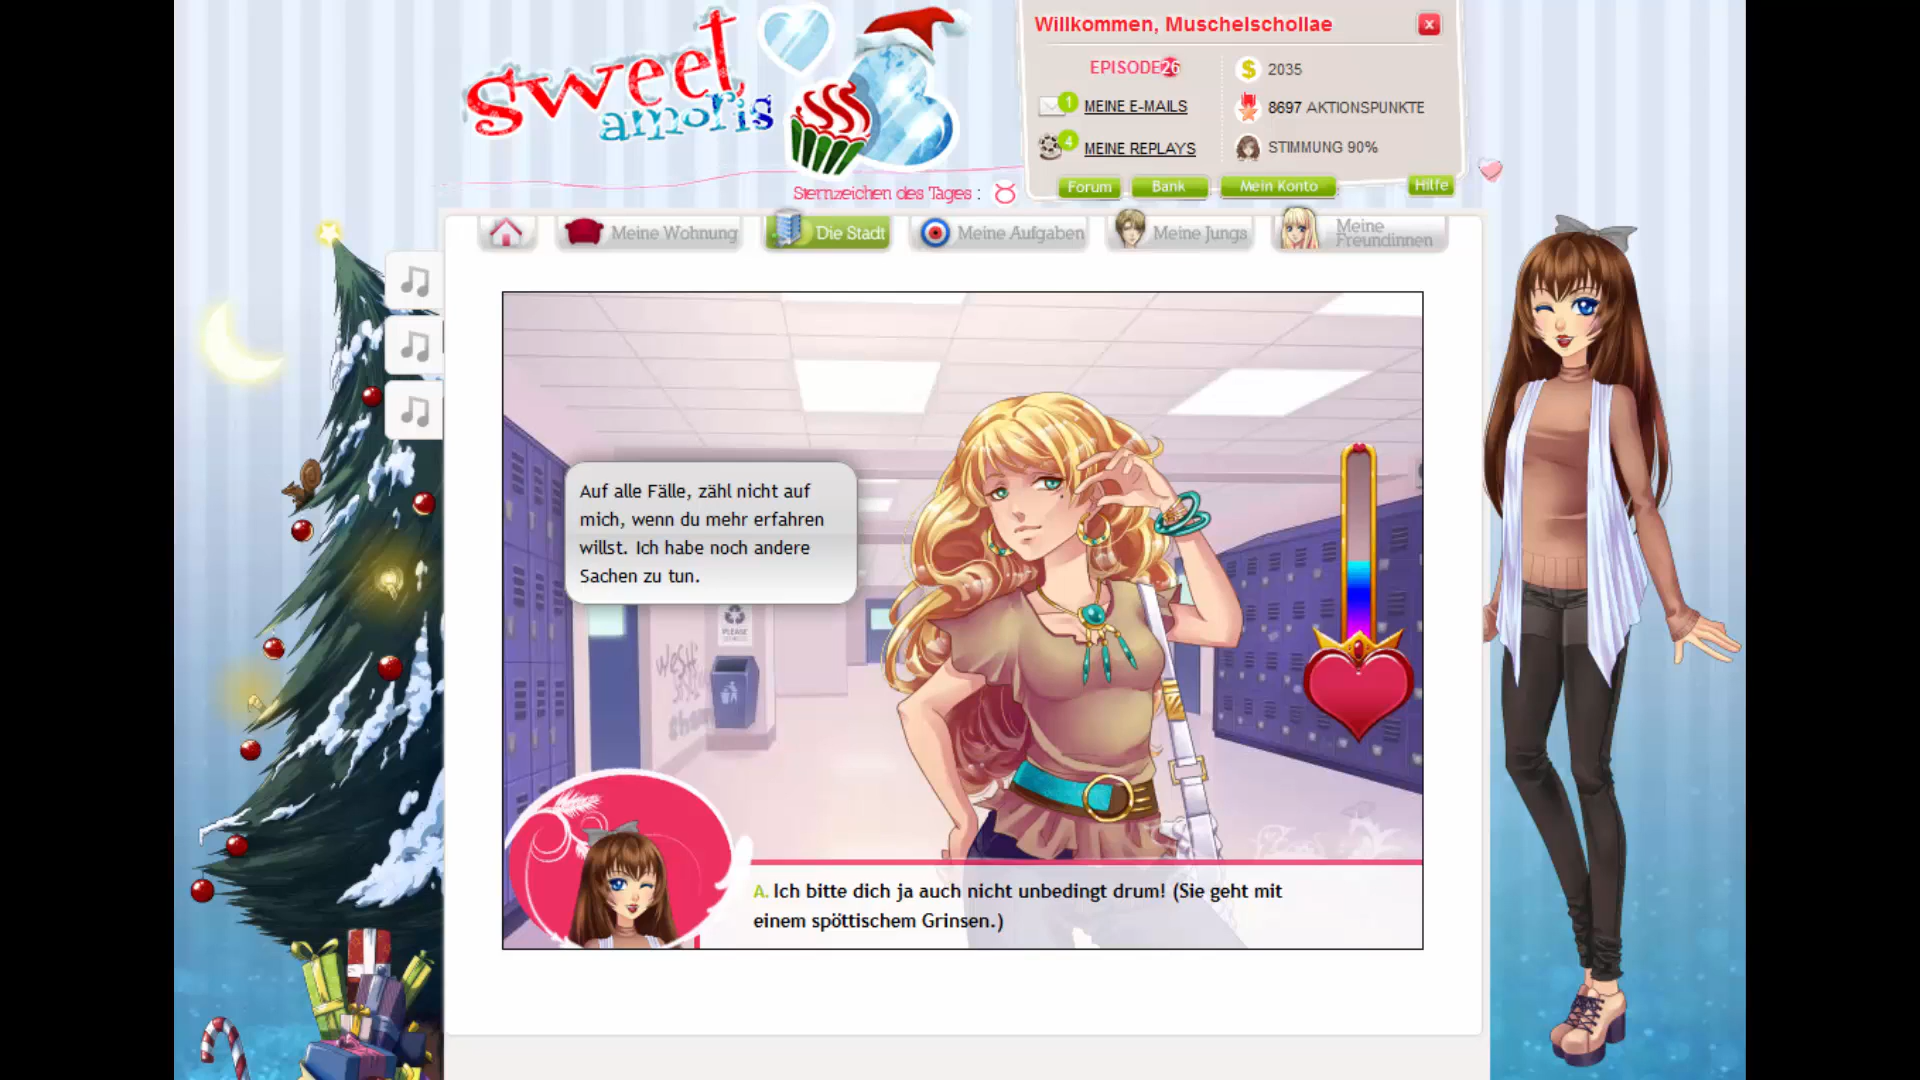 sweet
amoris
Willkommen, Muschelschollae
x
EPISODE26
2035
1
MEINE E-MAILS
8697 AKTIONSPUNKTE
4
MEINE REPLAYS
STIMMUNG 90%
Forum
Bank
Mein Konto
Hilfe
Sternzeichen des Tages :
Meine Wohnung
Die Stadt
Meine Aufgaben
Meine Jungs
Meine
Freundinnen
Auf alle Fälle, zähl nicht auf
mich, wenn du mehr erfahren
willst. Ich habe noch andere
Sachen zu tun.
PLEASE
A. Ich bitte dich ja auch nicht unbedingt drum! (Sie geht mit
einem spöttischem Grinsen.)